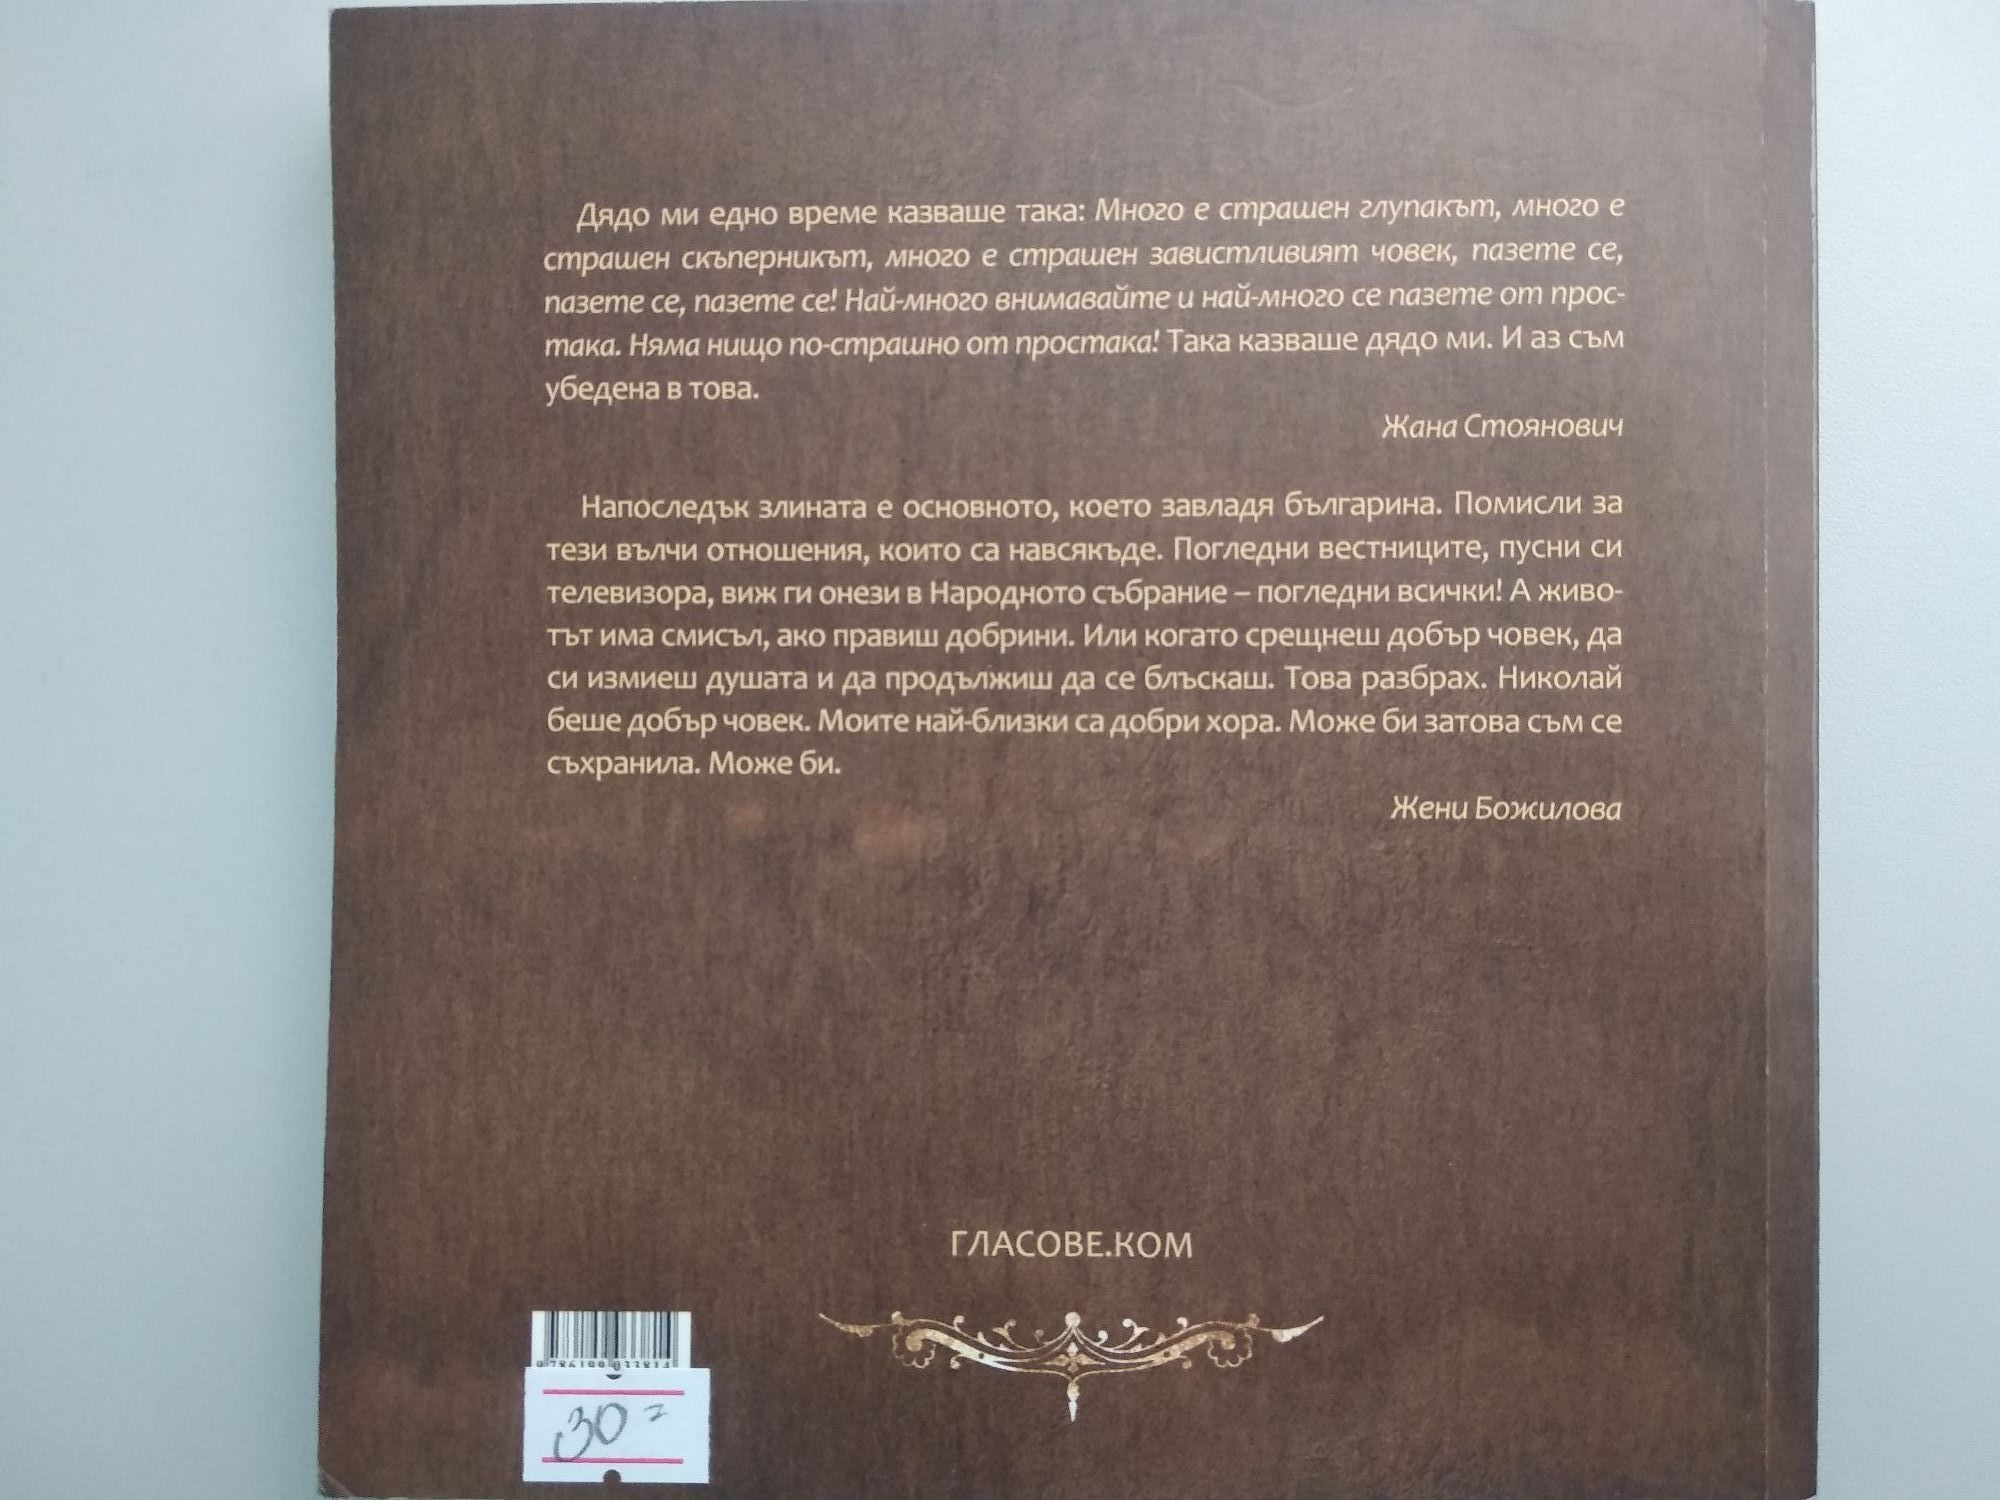 Дядо ми едно време казваше така: Много е страшен глупакът, много е
страшен скъперникът, много е страшен завистливият човек, пазете се,
пазете се, пазете се! Най-много внимавайте и най-много се пазете от прос-
така. Няма нищо по-страшно от простака! Така казваше дядо ми. И аз съм
убедена в това.
Жана Стоянович
Напоследък злината е основното, което завладя българина. Помисли за
тези вълчи отношения, които са навсякъде. Погледни вестниците, пусни си
телевизора, виж ги онези в Народното събрание – погледни всички! А живо-
тът има смисъл, ако правиш добрини. Или когато срещнеш добър човек, да
си измиеш душата и да продължиш да се блъскаш. Това разбрах. Николай
беше добър човек. Моите най-близки са добри хора. Може би затова съм се
съхранила. Може би.
Жени Божилова
ГЛАСОВЕ.КОМ
30